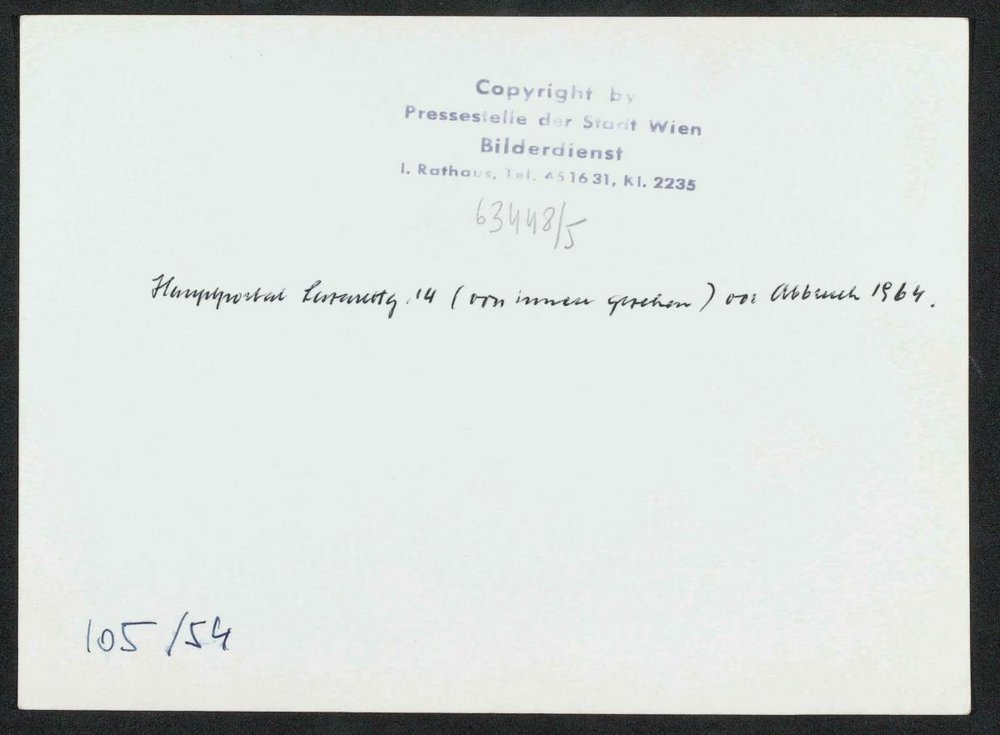 Copyright by
Pressestelle der Stadt Wien
Bilderdienst
I. Rathaus, Tel. 451631, Kl. 2235
63448/5
Hauptportal Lazarettg. 14 (von innen gesehen) vor Abbruch 1964.
105/54